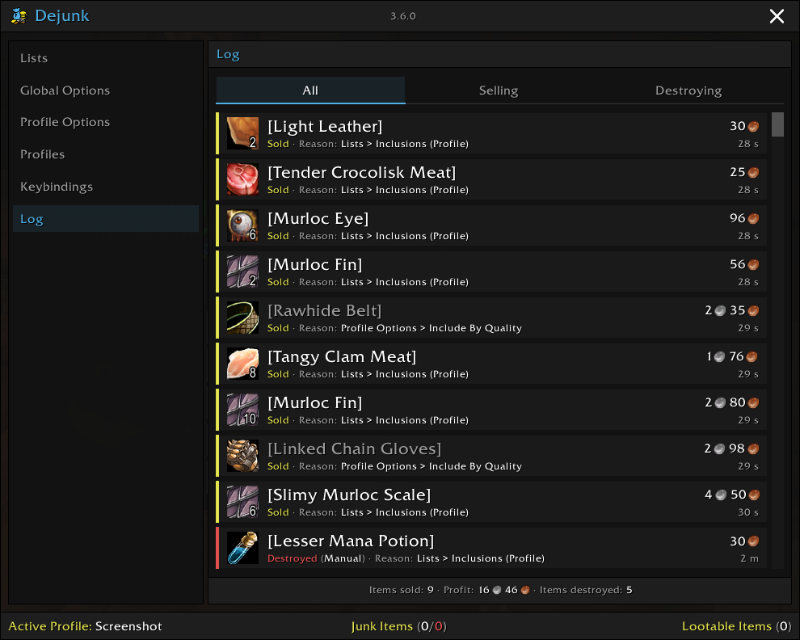 Dejunk
3.6.0
Lists
Global Options
Profile Options
Profiles
Keybindings
Log
Log
All Selling Destroying
[Light Leather] 30
2
Sold · Reason: Lists > Inclusions (Profile) 28 s
[Tender Crocolisk Meat] 25
Sold · Reason: Lists > Inclusions (Profile) 28 s
[Murloc Eye] 96
6
Sold · Reason: Lists > Inclusions (Profile) 28 s
[Murloc Fin] 56
2
Sold · Reason: Lists > Inclusions (Profile) 28 s
[Rawhide Belt] 2 35
Sold · Reason: Profile Options > Include By Quality 29 s
[Tangy Clam Meat] 1 76
8
Sold · Reason: Lists > Inclusions (Profile) 29 s
[Murloc Fin] 2 80
10
Sold · Reason: Lists > Inclusions (Profile) 29 s
[Linked Chain Gloves] 2 98
Sold · Reason: Profile Options > Include By Quality 29 s
[Slimy Murloc Scale] 4 50
6
Sold · Reason: Lists > Inclusions (Profile) 30 s
[Lesser Mana Potion] 30
Destroyed (Manual) · Reason: Lists > Inclusions (Profile) 2 m
Items sold: 9 · Profit: 16 46 · Items destroyed: 5
Active Profile: Screenshot Junk Items (0/0) Lootable Items (0)